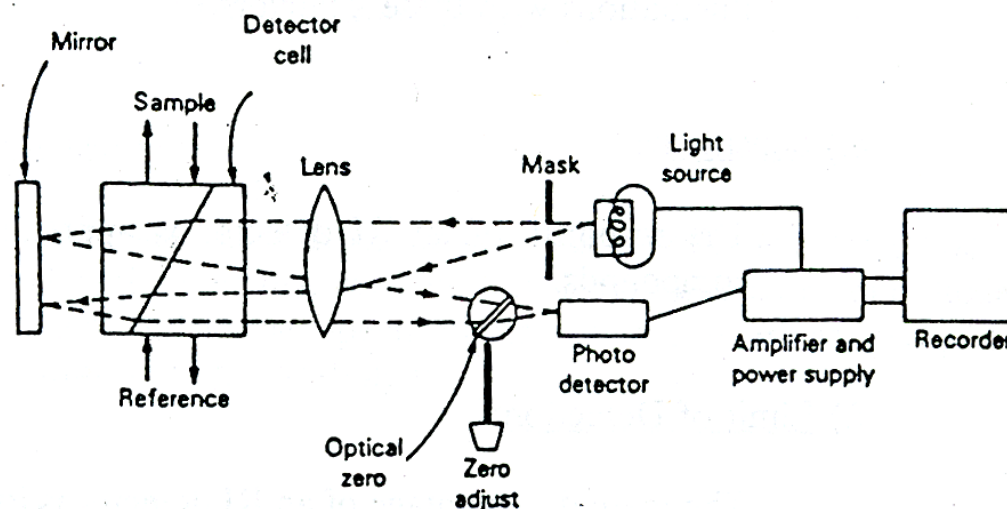 Mirror
Detector
cell
Sample
Lens
Mask
Light
source
Reference
Optical
zero
Zero
adjust
Photo
detector
Amplifier and
power supply
Recorder